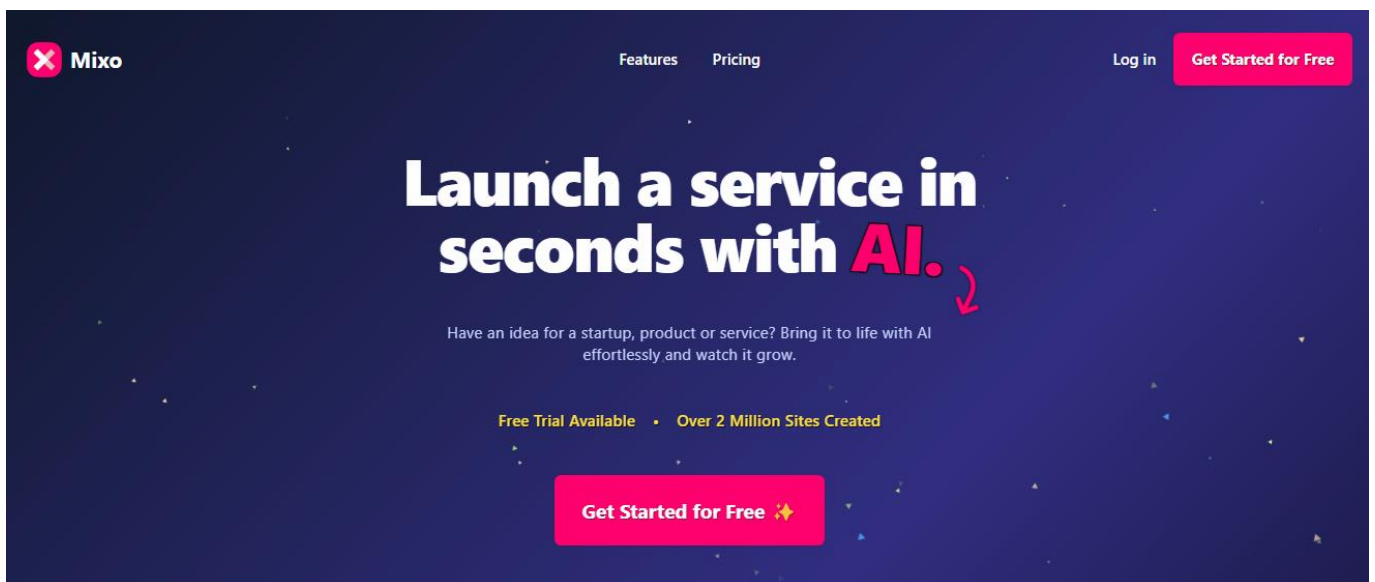 Mixo
Features
Pricing
Log in
Get Started for Free
Launch a service in
seconds with AI.
Have an idea for a startup, product or service? Bring it to life with AI
effortlessly and watch it grow.
Free Trial Available • Over 2 Million Sites Created
Get Started for Free ✨